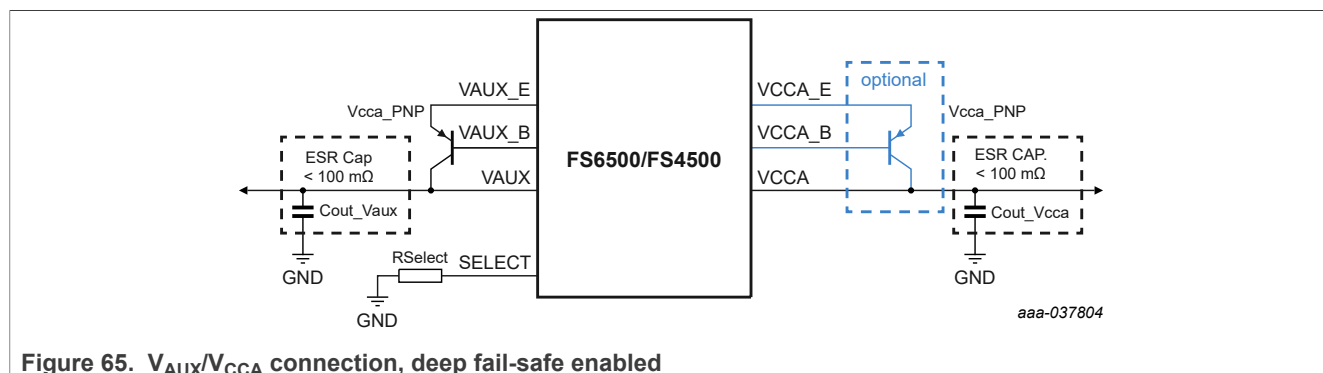 VAUX_E
Vcca_PNP
VAUX_B
ESR Cap
< 100 mΩ
VAUX
Cout_Vaux
GND
RSelect
SELECT
GND
FS6500/FS4500
optional
VCCA_E
Vcca_PNP
VCCA_B
ESR CAP.
< 100 mΩ
VCCA
Cout_Vcca
GND
aaa-037804
Figure 65. VAUX/VCCA connection, deep fail-safe enabled